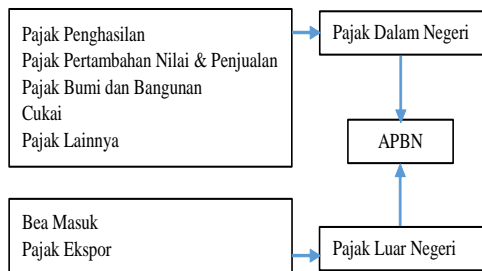 Pajak Penghasilan
Pajak Pertambahan Nilai & Penjualan
Pajak Bumi dan Bangunan
Cukai
Pajak Lainnya
Pajak Dalam Negeri
APBN
Bea Masuk
Pajak Ekspor
Pajak Luar Negeri